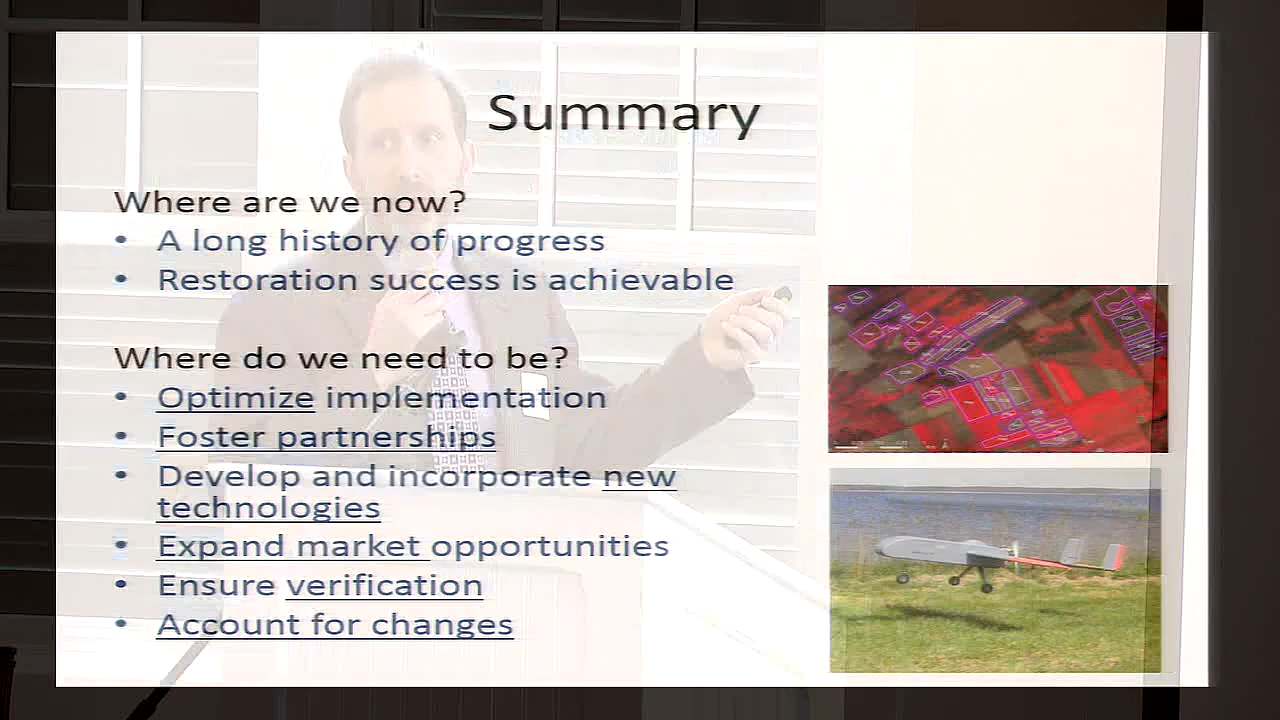 Summary
Where are we now?
• A long history of progress
• Restoration success is achievable
Where do we need to be?
• Optimize implementation
• Foster partnerships
• Develop and incorporate new
technologies
• Expand market opportunities
• Ensure verification
• Account for changes